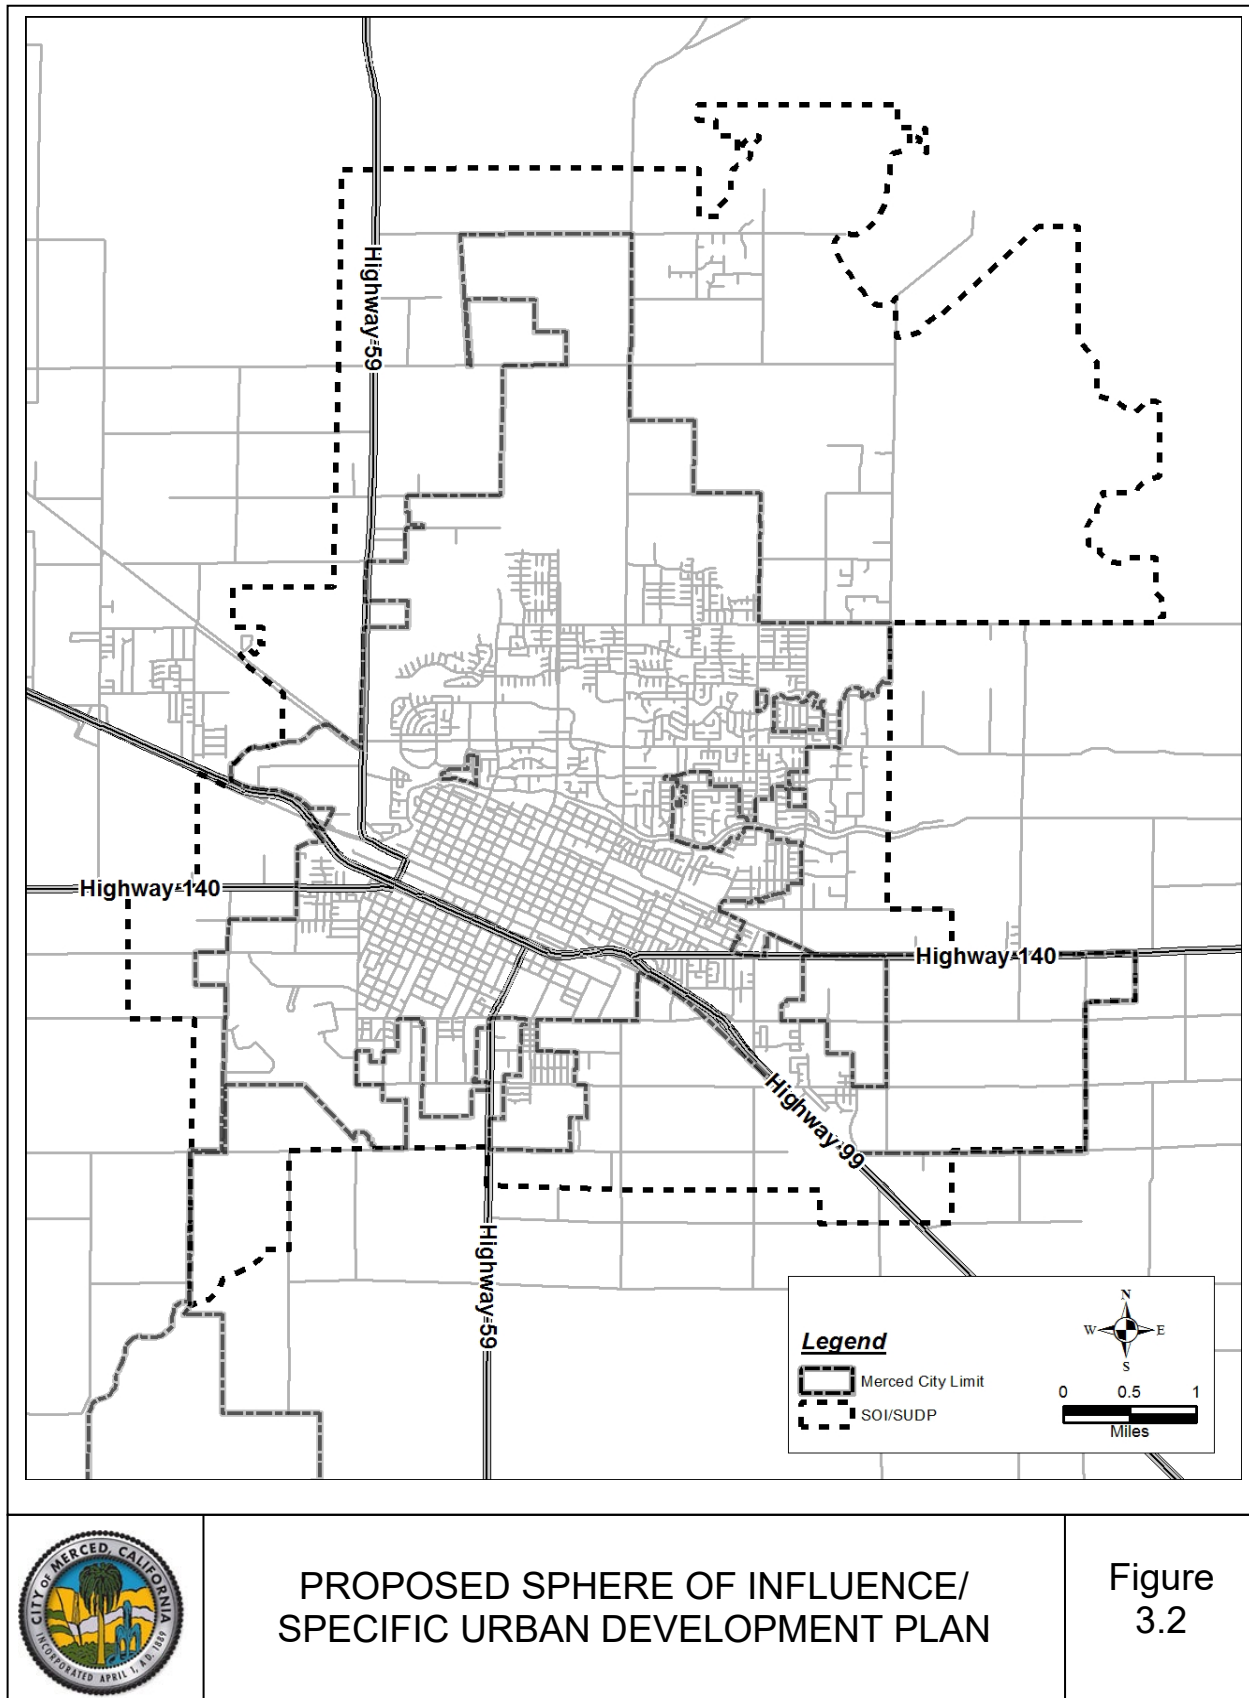 Highway-59
Highway-140
Highway-140
Highway-99
Highway-59
N
W E
S
Legend
Merced City Limit
SOI/SUDP
0 0.5 1
Miles
CITY OF MERCED, CALIFORNIA
INCORPORATED APRIL 1, A.D. 1889
PROPOSED SPHERE OF INFLUENCE/
SPECIFIC URBAN DEVELOPMENT PLAN
Figure
3.2